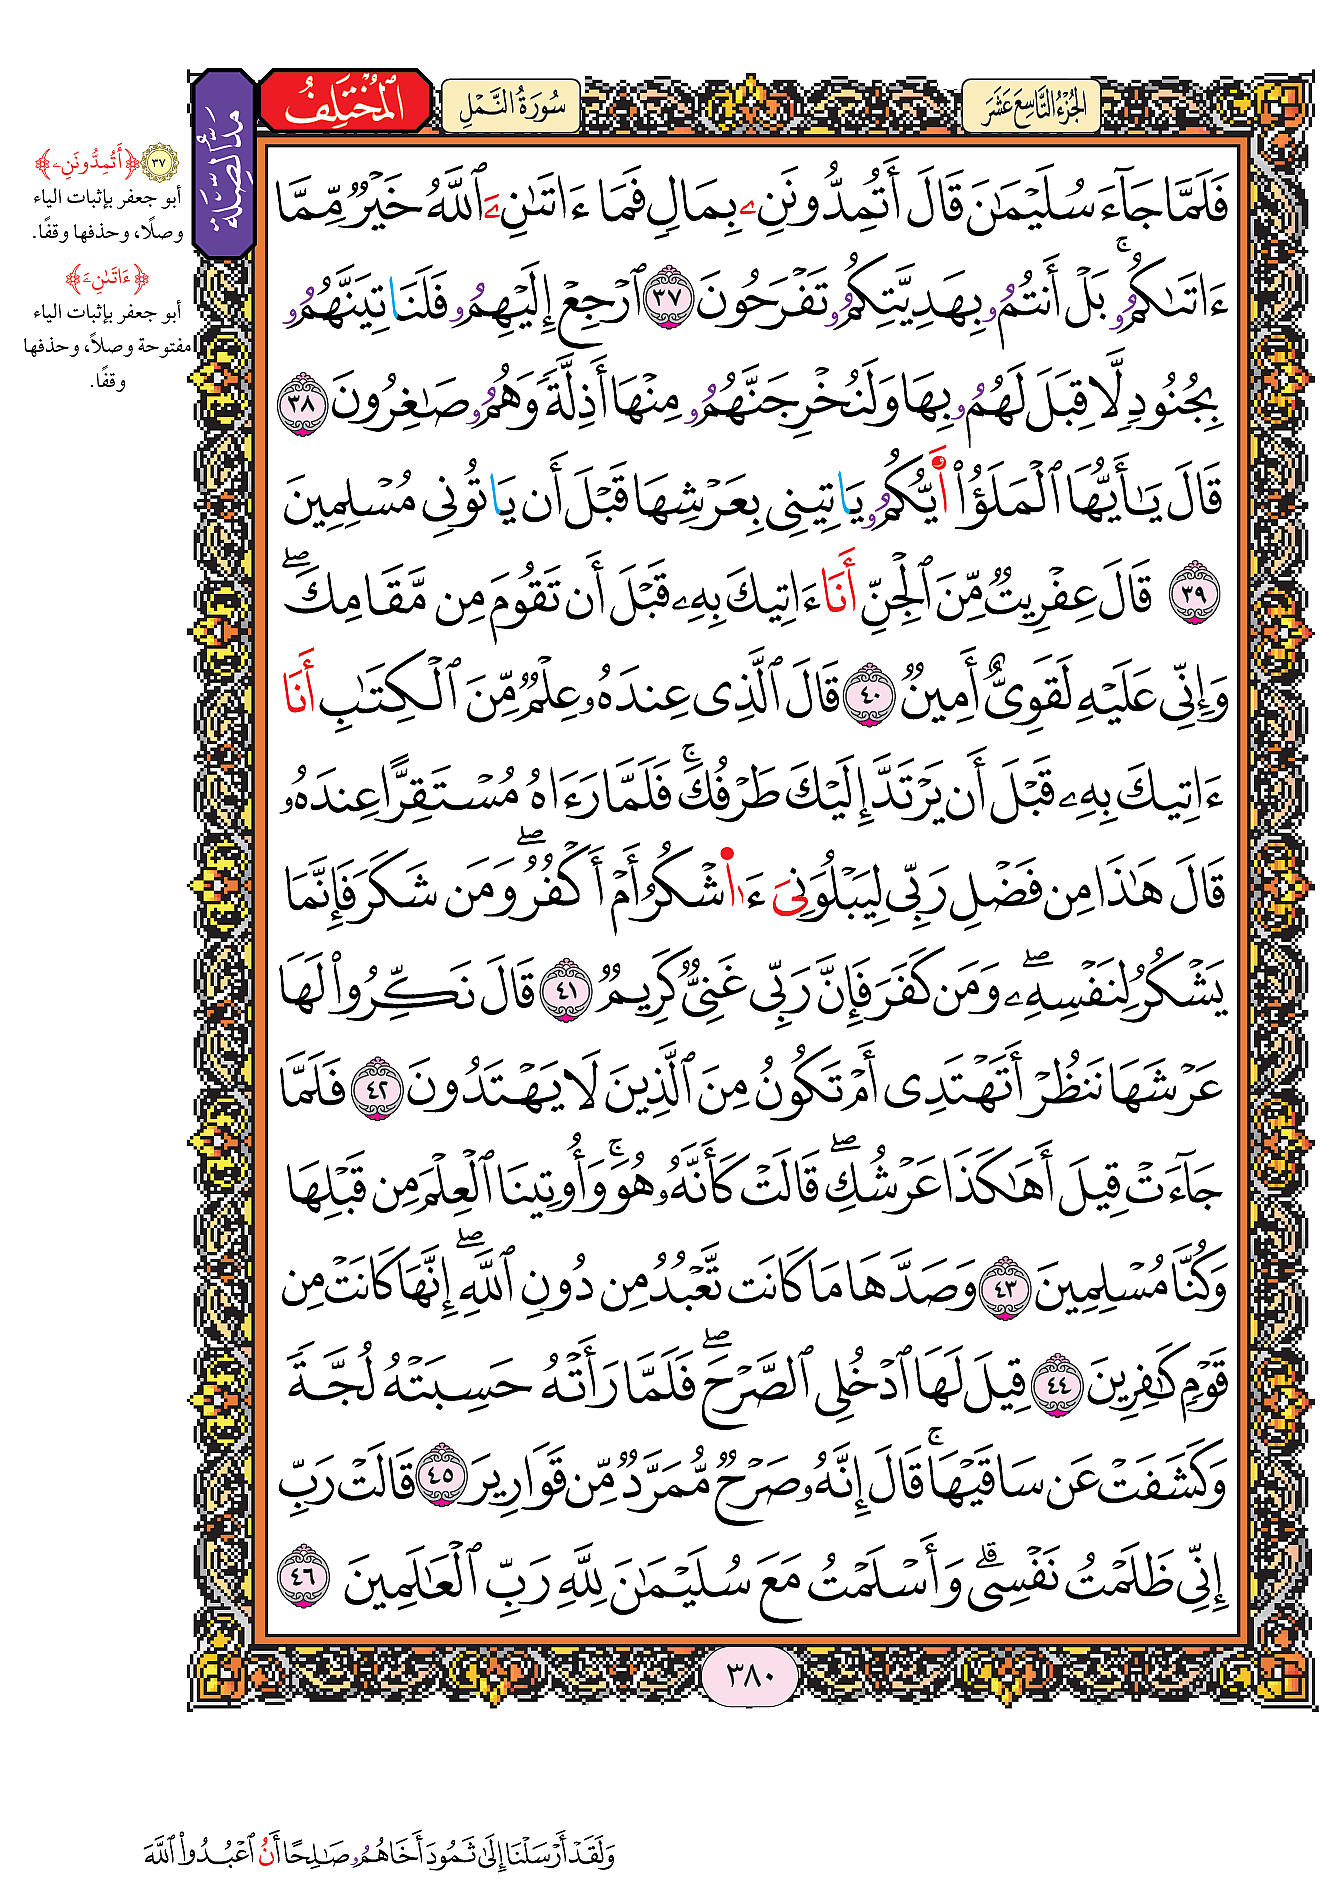 الجُزْءُ التَّاسِعَ عَشَرَ
سُورَةُ النَّمْلِ
المُخْتَلِفُ
مَدُّ الصِّلَة
فَلَمَّا جَآءَ سُلَيْمَٰنَ قَالَ أَتُمِدُّونَنِۦ بِمَالٍ فَمَا ءَاتَىٰنِۦَ ٱللَّهُ خَيْرٌ مِّمَّا
ءَاتَىٰكُمُۥۚ بَلْ أَنتُمُۥ بِهَدِيَّتِكُمُۥ تَفْرَحُونَ ٣٧ ٱرْجِعْ إِلَيْهِمُۥ فَلَنَاتِيَنَّهُمُۥ
بِجُنُودٍ لَّا قِبَلَ لَهُمُۥ بِهَا وَلَنُخْرِجَنَّهُمُۥ مِنْهَا أَذِلَّةً وَهُمُۥ صَٰغِرُونَ ٣٨
قَالَ يَٰأَيُّهَا ٱلْمَلَؤُا۟ اَ۬يُّكُمُۥ يَاتِينِى بِعَرْشِهَا قَبْلَ أَن يَاتُونِى مُسْلِمِينَ
٣٩ قَالَ عِفْرِيتٌ مِّنَ ٱلْجِنِّ أَنَا ءَاتِيكَ بِهِۦ قَبْلَ أَن تَقُومَ مِن مَّقَامِكَۖ
وَإِنِّى عَلَيْهِ لَقَوِىٌّ أَمِينٌ ٤٠ قَالَ ٱلَّذِى عِندَهُۥ عِلْمٌ مِّنَ ٱلْكِتَٰبِ أَنَا
ءَاتِيكَ بِهِۦ قَبْلَ أَن يَرْتَدَّ إِلَيْكَ طَرْفُكَۚ فَلَمَّا رَءَاهُ مُسْتَقِرًّا عِندَهُۥ
قَالَ هَٰذَا مِن فَضْلِ رَبِّى لِيَبْلُوَنِىَ ءَا۬شْكُرُ أَمْ أَكْفُرُۖ وَمَن شَكَرَ فَإِنَّمَا
يَشْكُرُ لِنَفْسِهِۦۖ وَمَن كَفَرَ فَإِنَّ رَبِّى غَنِىٌّ كَرِيمٌ ٤١ قَالَ نَكِّرُوا۟ لَهَا
عَرْشَهَا نَنظُرْ أَتَهْتَدِى أَمْ تَكُونُ مِنَ ٱلَّذِينَ لَا يَهْتَدُونَ ٤٢ فَلَمَّا
جَآءَتْ قِيلَ أَهَٰكَذَا عَرْشُكِۖ قَالَتْ كَأَنَّهُۥ هُوَۚ وَأُوتِينَا ٱلْعِلْمَ مِن قَبْلِهَا
وَكُنَّا مُسْلِمِينَ ٤٣ وَصَدَّهَا مَا كَانَت تَّعْبُدُ مِن دُونِ ٱللَّهِۖ إِنَّهَا كَانَتْ مِن
قَوْمٍ كَٰفِرِينَ ٤٤ قِيلَ لَهَا ٱدْخُلِى ٱلصَّرْحَۖ فَلَمَّا رَأَتْهُ حَسِبَتْهُ لُجَّةً
وَكَشَفَتْ عَن سَاقَيْهَاۚ قَالَ إِنَّهُۥ صَرْحٌ مُّمَرَّدٌ مِّن قَوَارِيرَ ٤٥ قَالَتْ رَبِّ
إِنِّى ظَلَمْتُ نَفْسِىۗ وَأَسْلَمْتُ مَعَ سُلَيْمَٰنَ لِلَّهِ رَبِّ ٱلْعَٰلَمِينَ ٤٦
٣٨٠
٣٧ ﴿أَتُمِدُّونَنِۦ﴾
أبو جعفر بإثبات الياء
وصلًا، وحذفها وقفًا.
﴿ءَاتَىٰنِۦَ﴾
أبو جعفر بإثبات الياء
مفتوحة وصلاً، وحذفها
وقفًا.
وَلَقَدْ أَرْسَلْنَا إِلَىٰ ثَمُودَ أَخَاهُمُۥ صَٰلِحًا أَنُ ٱعْبُدُوا۟ ٱللَّهَ